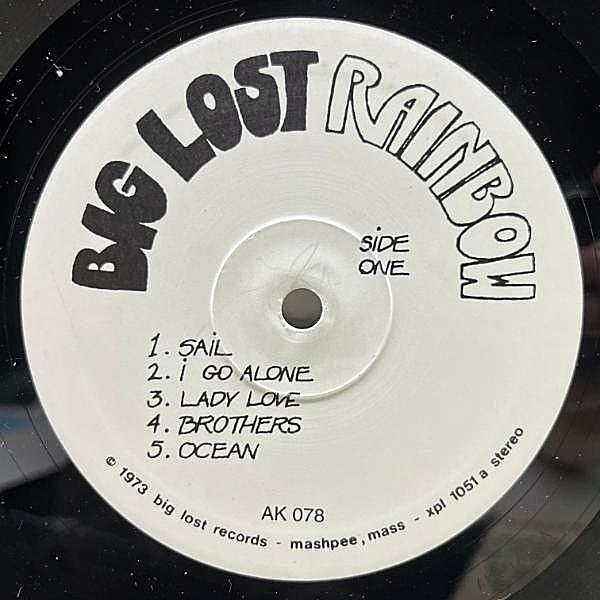 BIG LOST RAINBOW
SiDE
ONE
1. SAiL
2. i GO ALONE
3. LADY LOVE
4. BROTHERS
5. OCEAN
AK 078
© 1973 big lost records - mashpee, mass - xpl 1051 a stereo